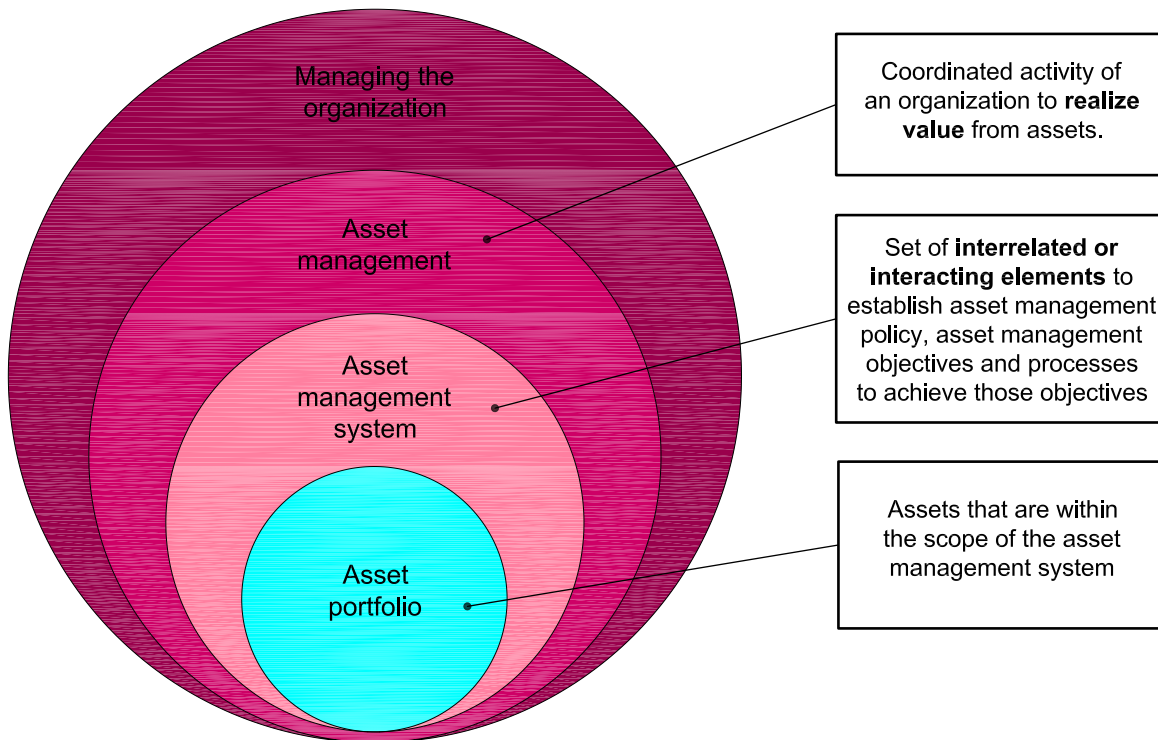 Managing the
organization
Asset
management
Asset
management
system
Asset
portfolio
Coordinated activity of
an organization to realize
value from assets.
Set of interrelated or
interacting elements to
establish asset management
policy, asset management
objectives and processes
to achieve those objectives
Assets that are within
the scope of the asset
management system